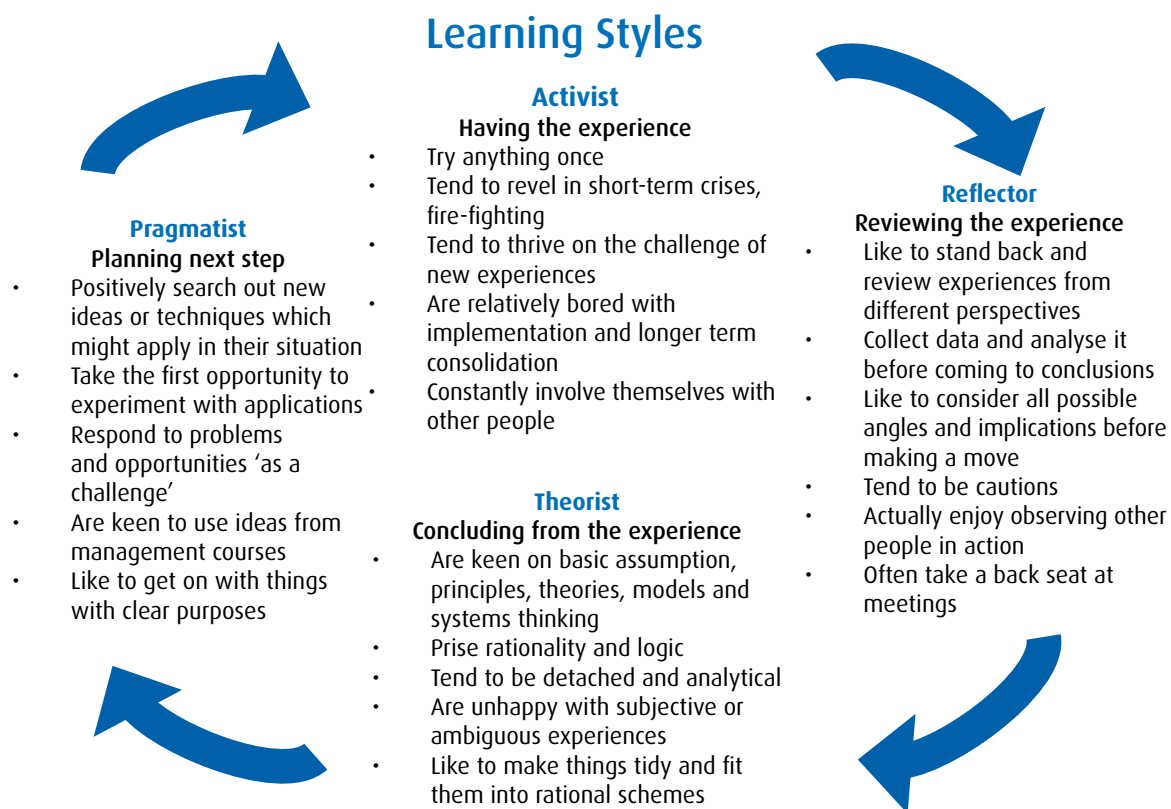 Learning Styles
Activist
Having the experience
• Try anything once
• Tend to revel in short-term crises,
fire-fighting
• Tend to thrive on the challenge of
new experiences
• Are relatively bored with
implementation and longer term
consolidation
• Constantly involve themselves with
other people
Reflector
Reviewing the experience
• Like to stand back and
review experiences from
different perspectives
• Collect data and analyse it
before coming to conclusions
• Like to consider all possible
angles and implications before
making a move
• Tend to be cautions
• Actually enjoy observing other
people in action
• Often take a back seat at
meetings
Theorist
Concluding from the experience
• Are keen on basic assumption,
principles, theories, models and
systems thinking
• Prise rationality and logic
• Tend to be detached and analytical
• Are unhappy with subjective or
ambiguous experiences
• Like to make things tidy and fit
them into rational schemes
Pragmatist
Planning next step
• Positively search out new
ideas or techniques which
might apply in their situation
• Take the first opportunity to
experiment with applications
• Respond to problems
and opportunities ‘as a
challenge’
• Are keen to use ideas from
management courses
• Like to get on with things
with clear purposes